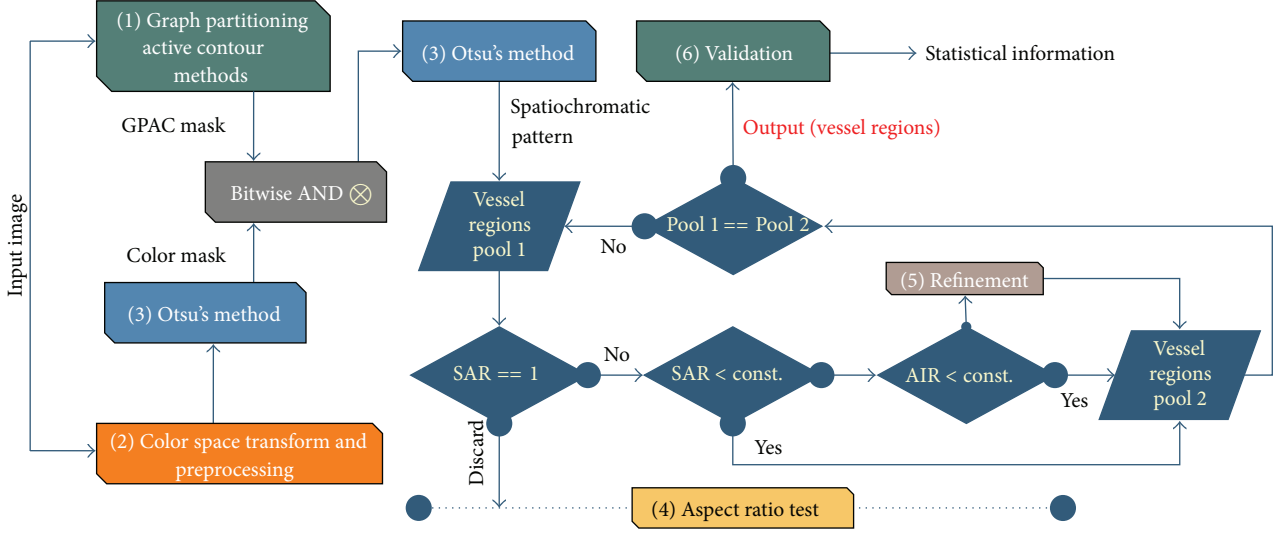 Input image
(1) Graph partitioning
active contour
methods
GPAC mask
Bitwise AND ⊗
Color mask
(3) Otsu's method
(2) Color space transform and
preprocessing
(3) Otsu's method
Spatiochromatic
pattern
(6) Validation
Statistical information
Output (vessel regions)
Vessel
regions
pool 1
No
Pool 1 == Pool 2
(5) Refinement
SAR == 1
No
SAR < const.
AIR < const.
Yes
Vessel
regions
pool 2
Discard
Yes
(4) Aspect ratio test